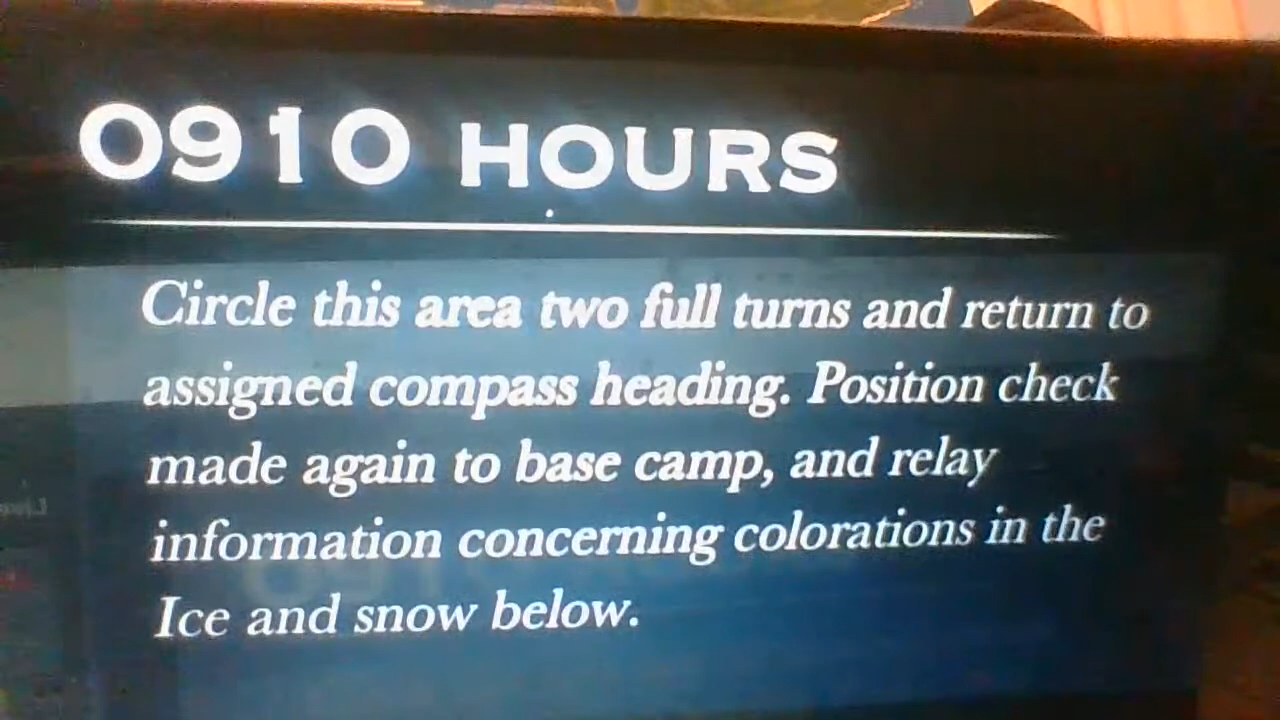 0910 HOURS
Circle this area two full turns and return to
assigned compass heading. Position check
made again to base camp, and relay
information concerning colorations in the
Ice and snow below.